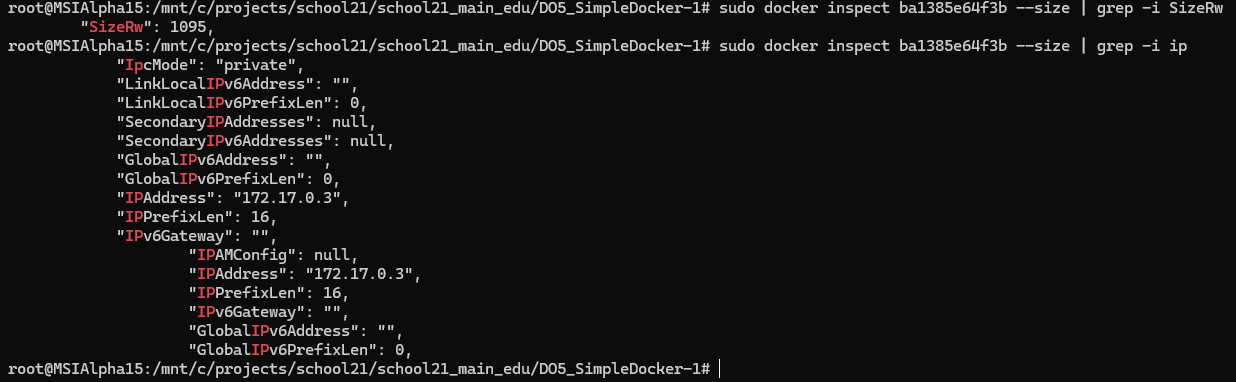 root@MSIAlpha15:/mnt/c/projects/school21/school21_main_edu/DO5_SimpleDocker-1# sudo docker inspect ba1385e64f3b --size | grep -i SizeRw
        "SizeRw": 1095,
root@MSIAlpha15:/mnt/c/projects/school21/school21_main_edu/DO5_SimpleDocker-1# sudo docker inspect ba1385e64f3b --size | grep -i ip
            "IpcMode": "private",
            "LinkLocalIPv6Address": "",
            "LinkLocalIPv6PrefixLen": 0,
            "SecondaryIPAddresses": null,
            "SecondaryIPv6Addresses": null,
            "GlobalIPv6Address": "",
            "GlobalIPv6PrefixLen": 0,
            "IPAddress": "172.17.0.3",
            "IPPrefixLen": 16,
            "IPv6Gateway": "",
                    "IPAMConfig": null,
                    "IPAddress": "172.17.0.3",
                    "IPPrefixLen": 16,
                    "IPv6Gateway": "",
                    "GlobalIPv6Address": "",
                    "GlobalIPv6PrefixLen": 0,
root@MSIAlpha15:/mnt/c/projects/school21/school21_main_edu/DO5_SimpleDocker-1#